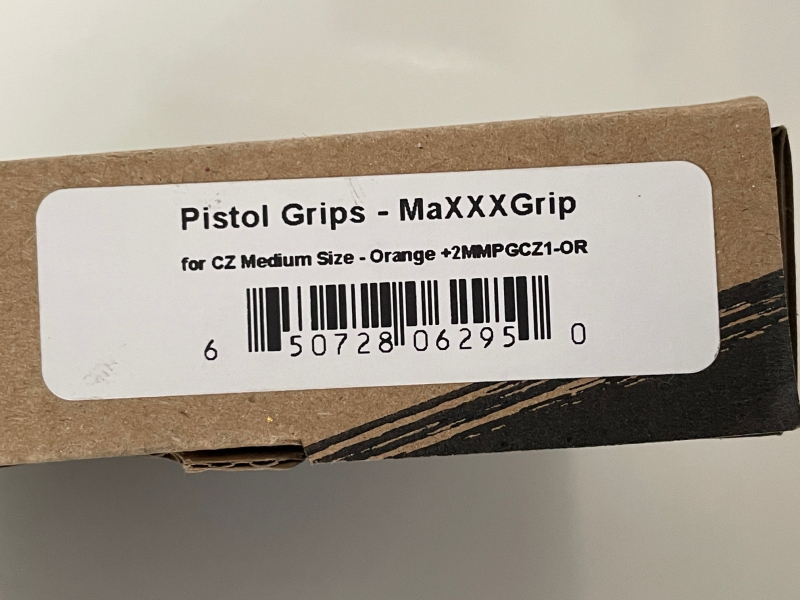 Pistol Grips - MaXXXGrip
for CZ Medium Size - Orange +2MMPGCZ1-OR
6 50728 06295 0